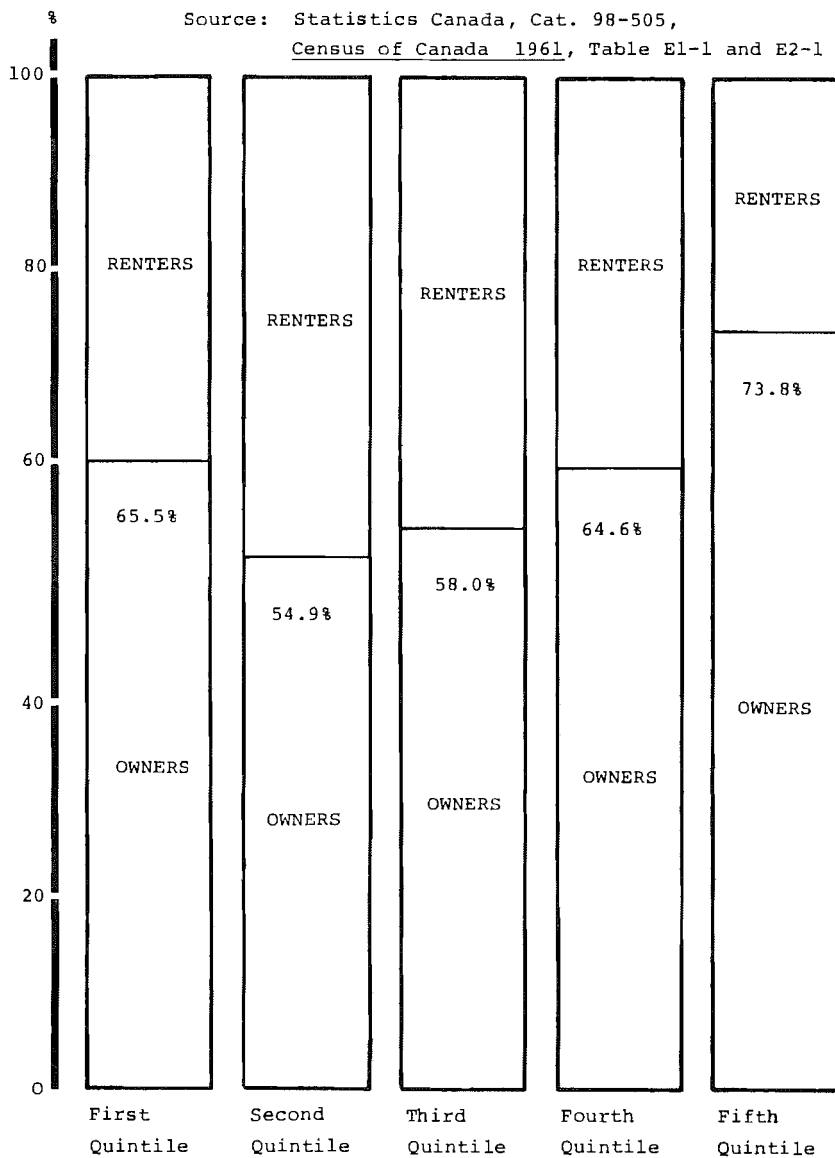 %
Source: Statistics Canada, Cat. 98-505,
Census of Canada 1961, Table E1-1 and E2-1
100
RENTERS
80
RENTERS
RENTERS
RENTERS
RENTERS
73.8%
60
65.5%
64.6%
58.0%
54.9%
40
OWNERS
OWNERS
OWNERS
OWNERS
OWNERS
20
0
First
Quintile
Second
Quintile
Third
Quintile
Fourth
Quintile
Fifth
Quintile